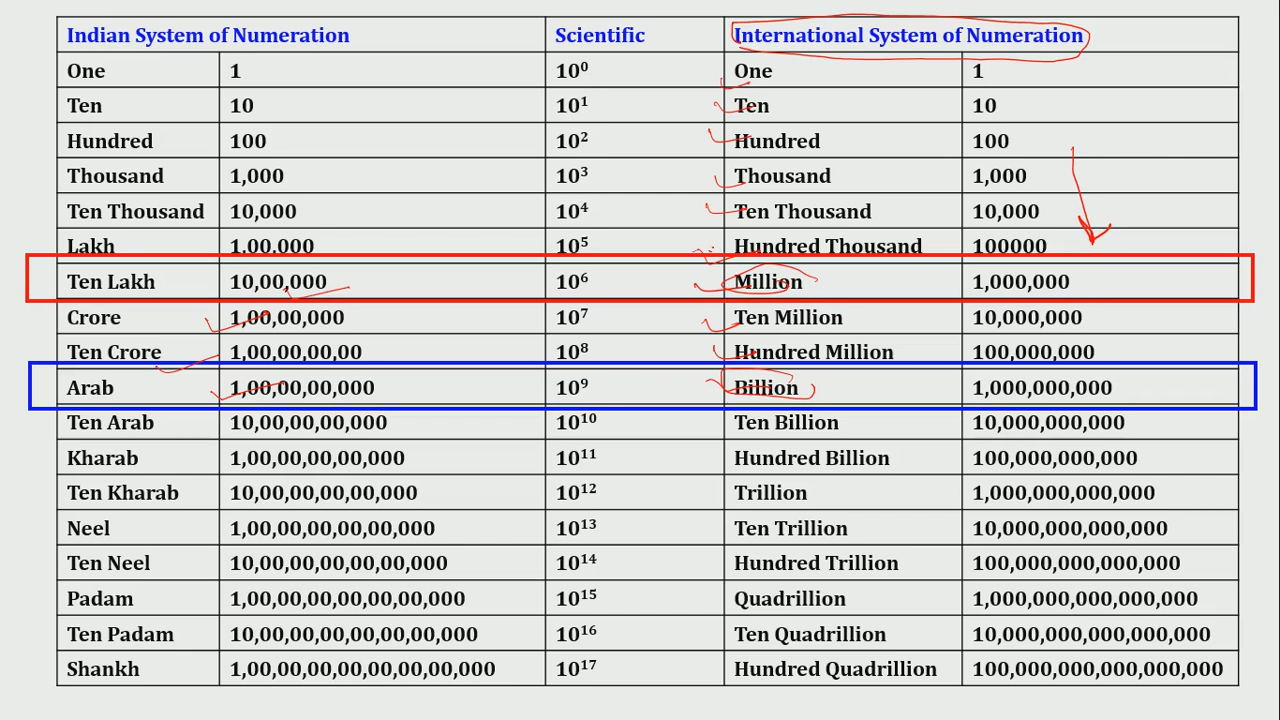 Indian System of Numeration Scientific International System of Numeration
One 1 10⁰ One 1
Ten 10 10¹ Ten 10
Hundred 100 10² Hundred 100
Thousand 1,000 10³ Thousand 1,000
Ten Thousand 10,000 10⁴ Ten Thousand 10,000
Lakh 1,00,000 10⁵ Hundred Thousand 100000
Ten Lakh 10,00,000 10⁶ Million 1,000,000
Crore 1,00,00,000 10⁷ Ten Million 10,000,000
Ten Crore 1,00,00,00,00 10⁸ Hundred Million 100,000,000
Arab 1,00,00,00,000 10⁹ Billion 1,000,000,000
Ten Arab 10,00,00,00,000 10¹⁰ Ten Billion 10,000,000,000
Kharab 1,00,00,00,00,000 10¹¹ Hundred Billion 100,000,000,000
Ten Kharab 10,00,00,00,00,000 10¹² Trillion 1,000,000,000,000
Neel 1,00,00,00,00,00,000 10¹³ Ten Trillion 10,000,000,000,000
Ten Neel 10,00,00,00,00,00,000 10¹⁴ Hundred Trillion 100,000,000,000,000
Padam 1,00,00,00,00,00,00,000 10¹⁵ Quadrillion 1,000,000,000,000,000
Ten Padam 10,00,00,00,00,00,00,000 10¹⁶ Ten Quadrillion 10,000,000,000,000,000
Shankh 1,00,00,00,00,00,00,00,000 10¹⁷ Hundred Quadrillion 100,000,000,000,000,000